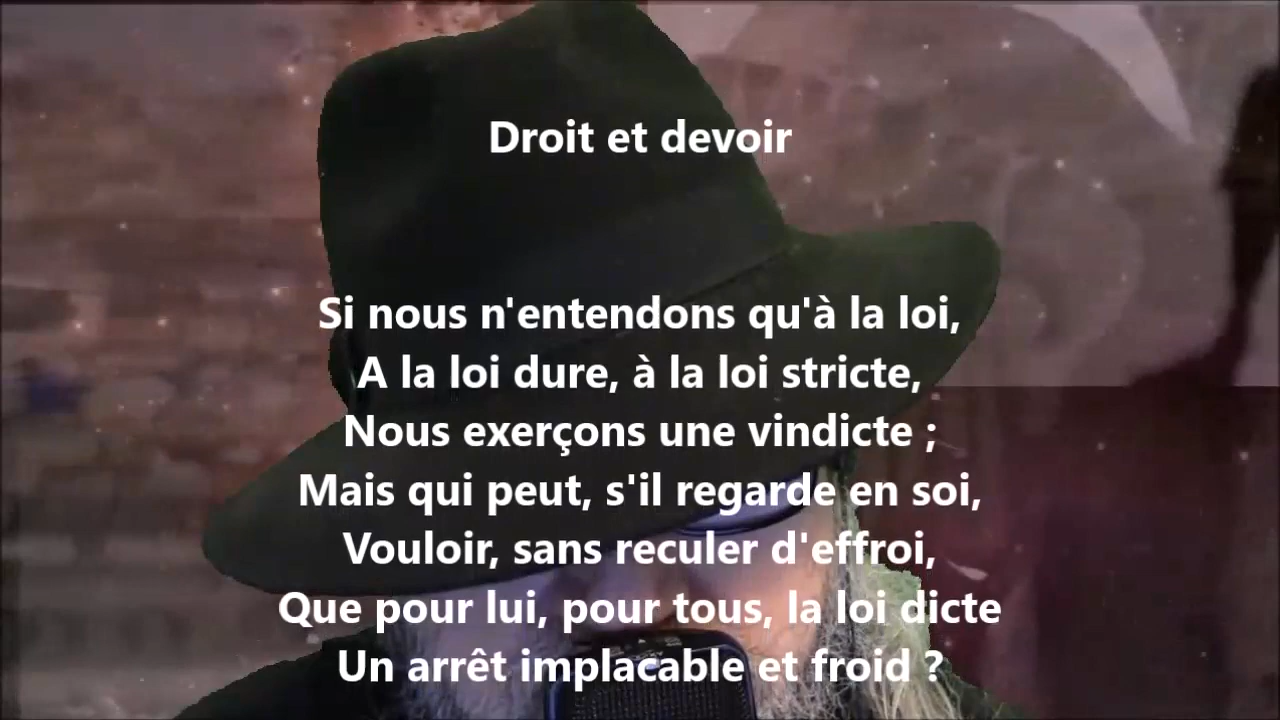 Droit et devoir
Si nous n'entendons qu'à la loi,
A la loi dure, à la loi stricte,
Nous exerçons une vindicte ;
Mais qui peut, s'il regarde en soi,
Vouloir, sans reculer d'effroi,
Que pour lui, pour tous, la loi dicte
Un arrêt implacable et froid ?